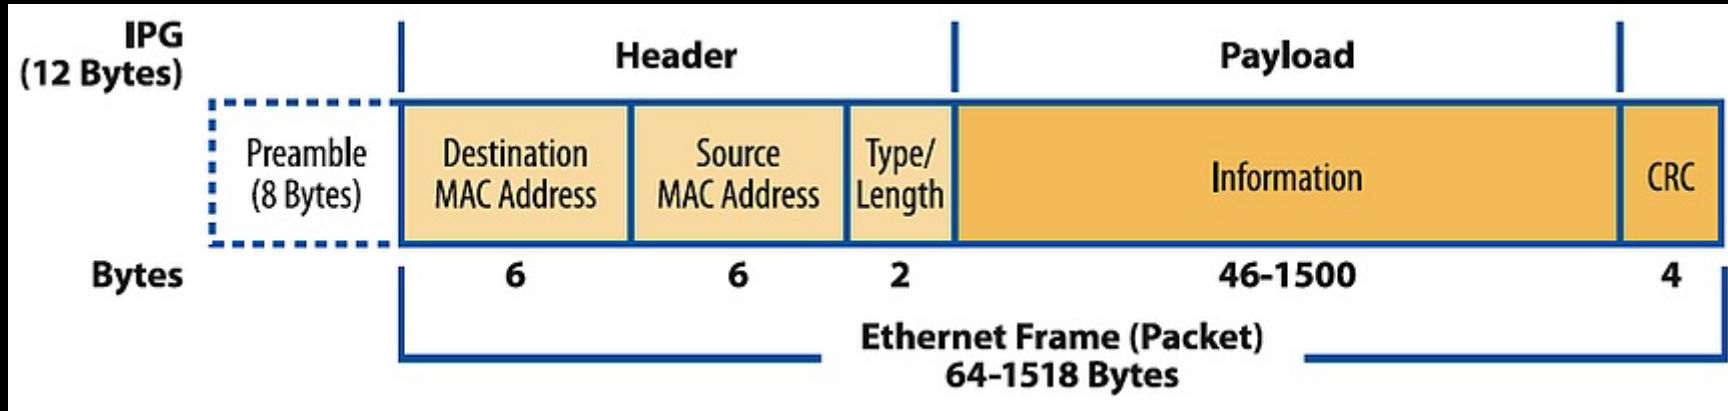 IPG
(12 Bytes)
Header
Payload
Preamble
(8 Bytes)
Destination
MAC Address
Source
MAC Address
Type/
Length
Information
CRC
Bytes
6
6
2
46-1500
4
Ethernet Frame (Packet)
64-1518 Bytes